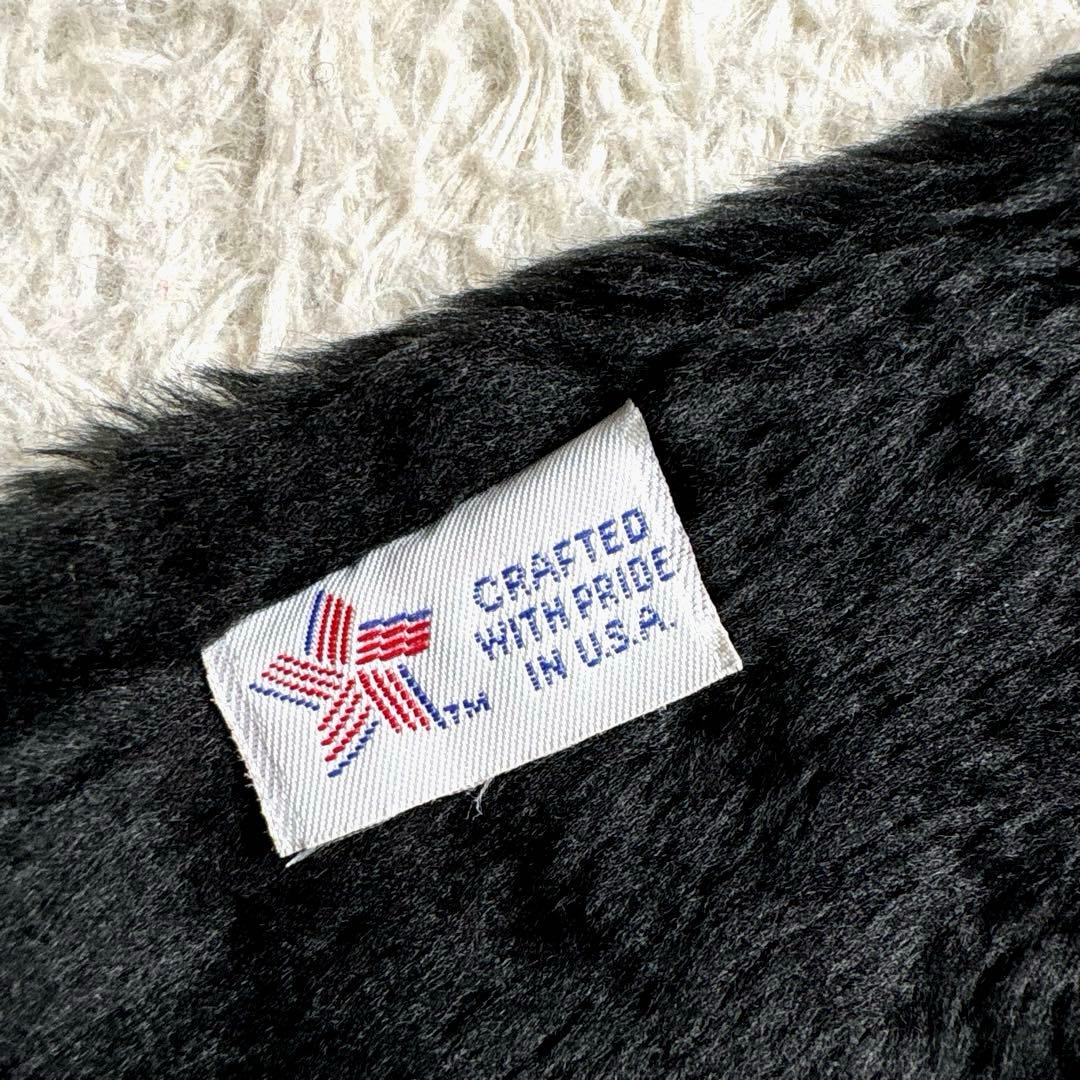 CRAFTED
WITH PRIDE
IN U.S.A.
TM